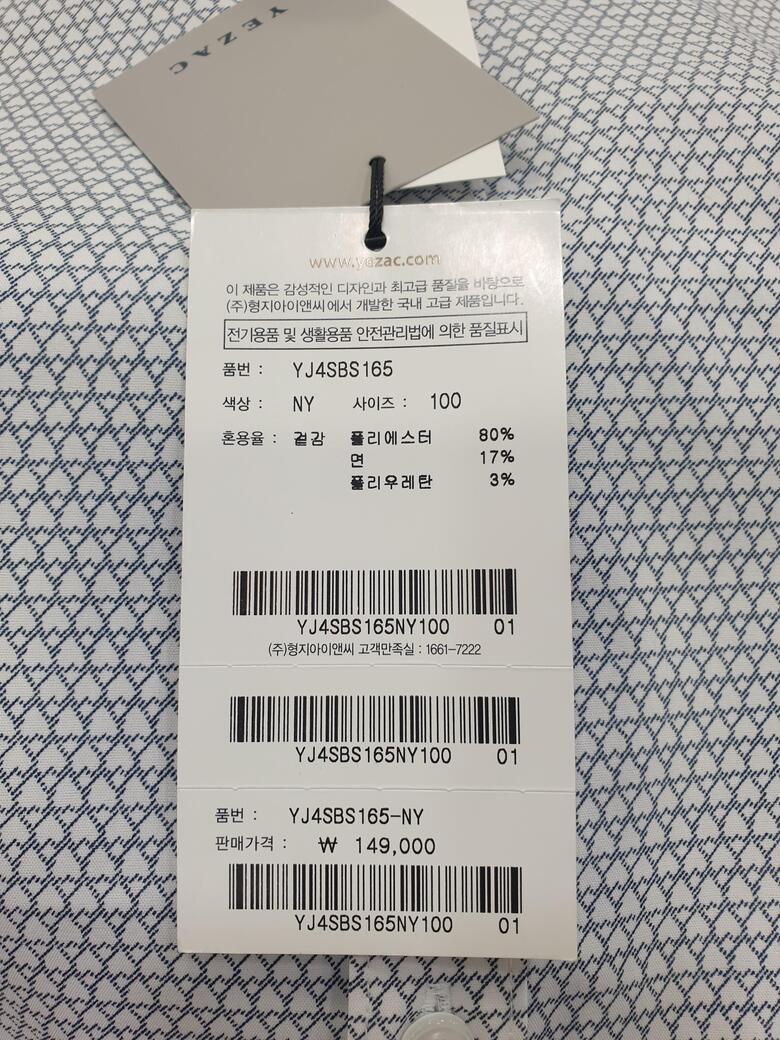 YEZAC
www.yezac.com
이 제품은 감성적인 디자인과 최고급 품질을 바탕으로
(주)형지아이앤씨에서 개발한 국내 고급 제품입니다.
전기용품 및 생활용품 안전관리법에 의한 품질표시
품번 : YJ4SBS165
색상 : NY 사이즈 : 100
혼용율 : 겉감 폴리에스터 80%
면 17%
폴리우레탄 3%
YJ4SBS165NY100 01
(주)형지아이앤씨 고객만족실 : 1661-7222
YJ4SBS165NY100 01
품번 : YJ4SBS165-NY
판매가격 : ₩ 149,000
YJ4SBS165NY100 01